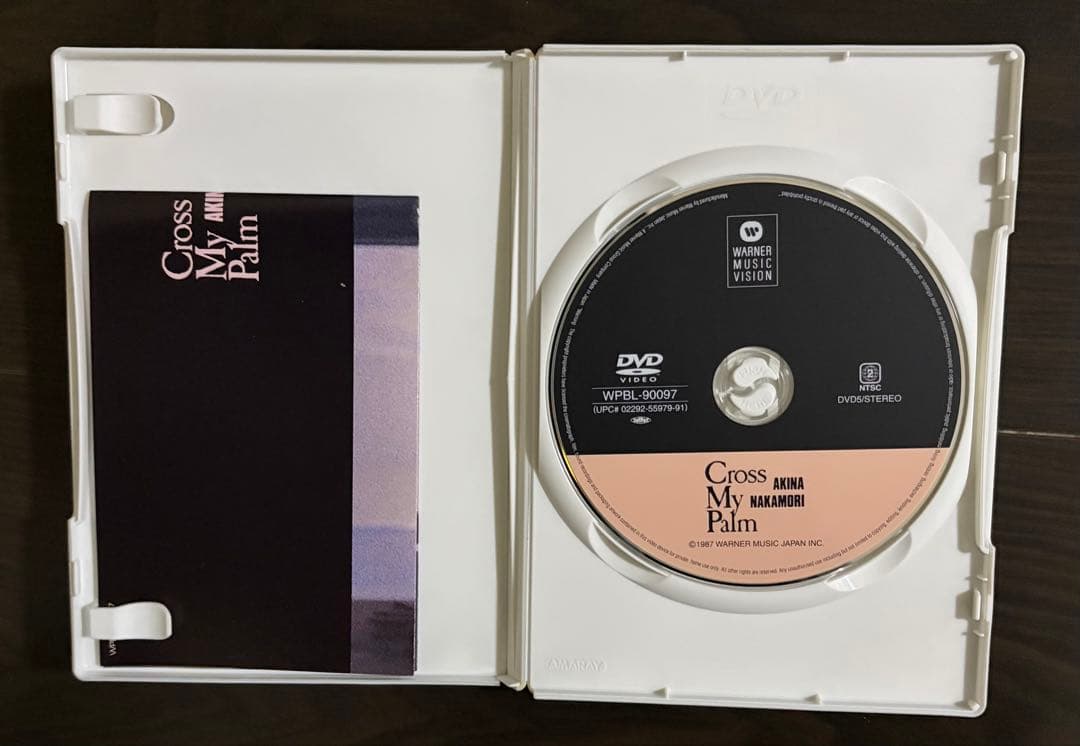 Cross
My AKIN
Palm
DVD
WARNER
MUSIC
VISION
DVD
VIDEO
WPBL-90097
(UPC# 02292-55979-91)
2
NTSC
DVD5/STEREO
Cross AKINA
My NAKAMORI
Palm
©1987 WARNER MUSIC JAPAN INC.
AMARAY